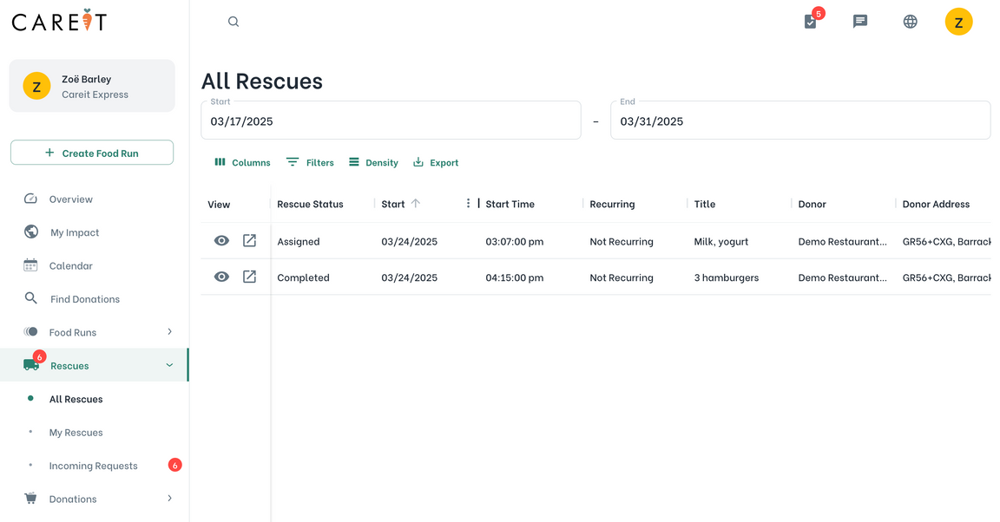 CAREIT
5
Z
Z
Zoë Barley
Careit Express
Create Food Run
Overview
My Impact
Calendar
Find Donations
Food Runs
6
Rescues
All Rescues
My Rescues
Incoming Requests 6
Donations
All Rescues
Start
03/17/2025
–
End
03/31/2025
Columns Filters Density Export
View Rescue Status Start Start Time Recurring Title Donor Donor Address
Assigned 03/24/2025 03:07:00 pm Not Recurring Milk, yogurt Demo Restaurant... GR56+CXG, Barrack
Completed 03/24/2025 04:15:00 pm Not Recurring 3 hamburgers Demo Restaurant... GR56+CXG, Barrack